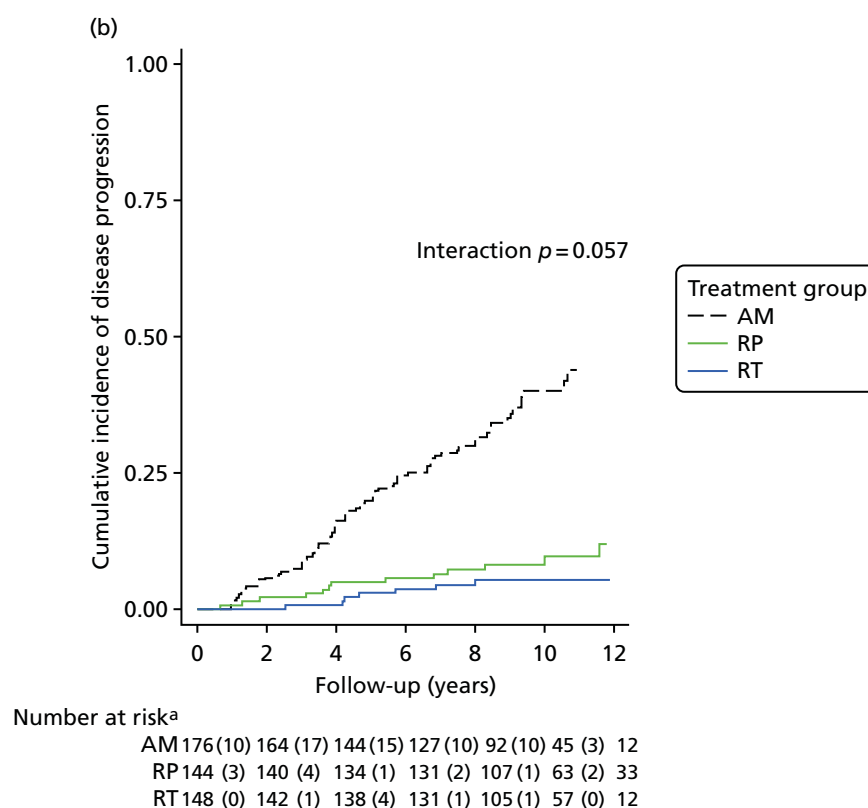 (b)
1.00
0.75
0.50
0.25
0.00
Cumulative incidence of disease progression
Interaction p = 0.057
Treatment group
AM
RP
RT
0 2 4 6 8 10 12
Follow-up (years)
Number at riskᵃ
AM 176 (10) 164 (17) 144 (15) 127 (10) 92 (10) 45 (3) 12
RP 144 (3) 140 (4) 134 (1) 131 (2) 107 (1) 63 (2) 33
RT 148 (0) 142 (1) 138 (4) 131 (1) 105 (1) 57 (0) 12